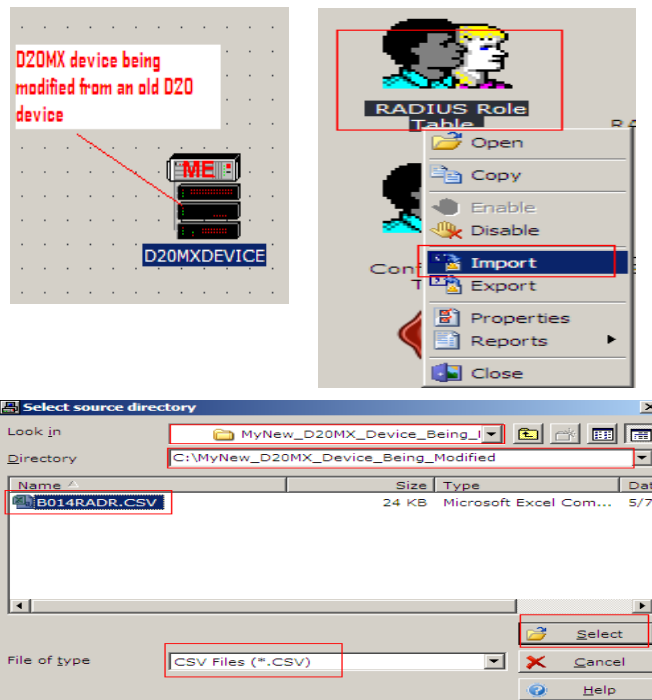 D20MX device being
modified from an old D20
device
ME
D20MXDEVICE
RADIUS Role
Table
Open
Copy
Enable
Disable
Import
Export
Properties
Reports
Close
Select source directory
Look in
MyNew_D20MX_Device_Being_
Directory
C:\MyNew_D20MX_Device_Being_Modified
Name Size Type
B014RADR.CSV 24 KB Microsoft Excel Com... 5/7
Select
File of type CSV Files (*.CSV) Cancel
Help